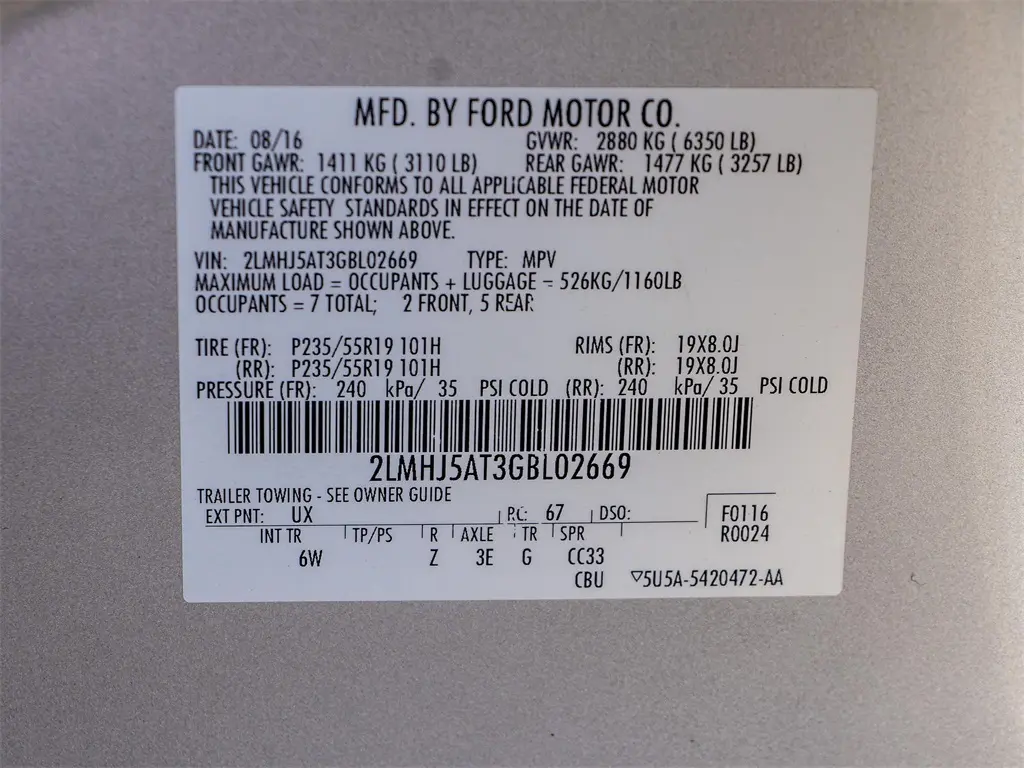 MFD. BY FORD MOTOR CO.
DATE: 08/16 GVWR: 2880 KG ( 6350 LB)
FRONT GAWR: 1411 KG ( 3110 LB) REAR GAWR: 1477 KG ( 3257 LB)
THIS VEHICLE CONFORMS TO ALL APPLICABLE FEDERAL MOTOR
VEHICLE SAFETY STANDARDS IN EFFECT ON THE DATE OF
MANUFACTURE SHOWN ABOVE.
VIN: 2LMHJ5AT3GBL02669 TYPE: MPV
MAXIMUM LOAD = OCCUPANTS + LUGGAGE = 526KG/1160LB
OCCUPANTS = 7 TOTAL; 2 FRONT, 5 REAR
TIRE (FR): P235/55R19 101H RIMS (FR): 19X8.0J
(RR): P235/55R19 101H (RR): 19X8.0J
PRESSURE (FR): 240 kPa/ 35 PSI COLD (RR): 240 kPa/ 35 PSI COLD
2LMHJ5AT3GBL02669
TRAILER TOWING - SEE OWNER GUIDE
EXT PNT: UX RC: 67 DSO: F0116
INT TR TP/PS R AXLE TR SPR R0024
6W Z 3E G CC33
CBU ▽5U5A-5420472-AA